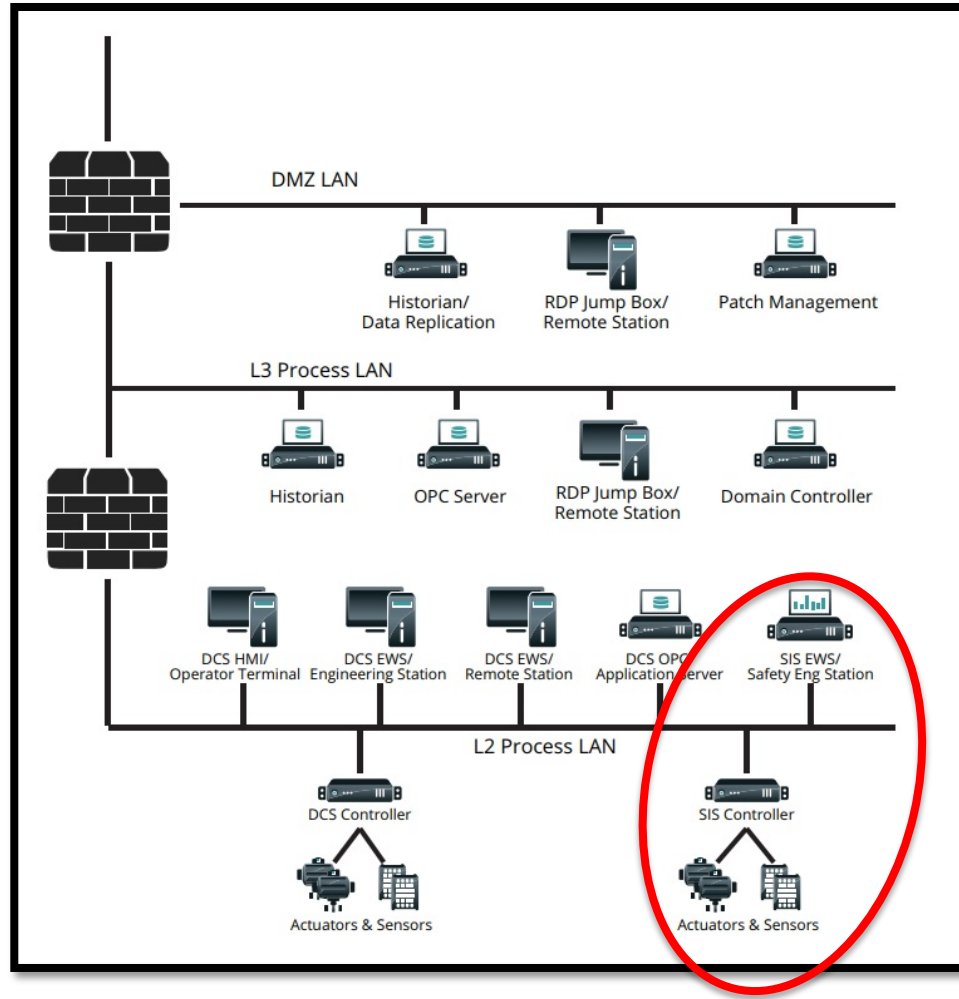 DMZ LAN
Historian/
Data Replication
RDP Jump Box/
Remote Station
Patch Management
L3 Process LAN
Historian
OPC Server
RDP Jump Box/
Remote Station
Domain Controller
DCS HMI/
Operator Terminal
DCS EWS/
Engineering Station
DCS EWS/
Remote Station
DCS OPC
Application Server
SIS EWS/
Safety Eng Station
L2 Process LAN
DCS Controller
SIS Controller
Actuators & Sensors
Actuators & Sensors